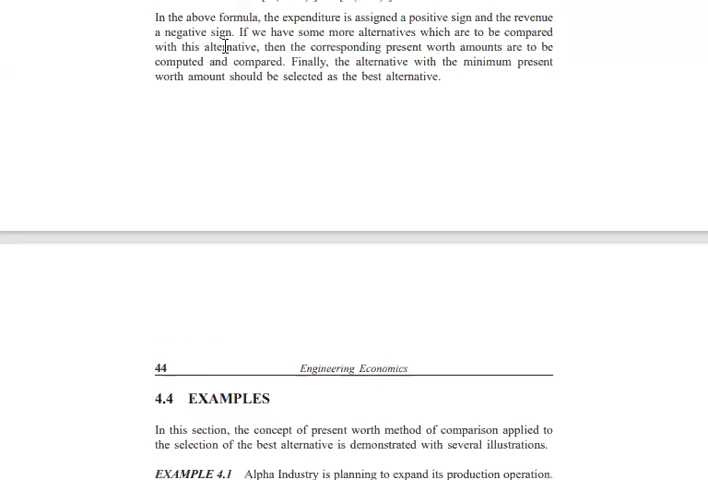 In the above formula, the expenditure is assigned a positive sign and the revenue
a negative sign. If we have some more alternatives which are to be compared
with this alternative, then the corresponding present worth amounts are to be
computed and compared. Finally, the alternative with the minimum present
worth amount should be selected as the best alternative.
44 Engineering Economics
4.4 EXAMPLES
In this section, the concept of present worth method of comparison applied to
the selection of the best alternative is demonstrated with several illustrations.
EXAMPLE 4.1 Alpha Industry is planning to expand its production operation.